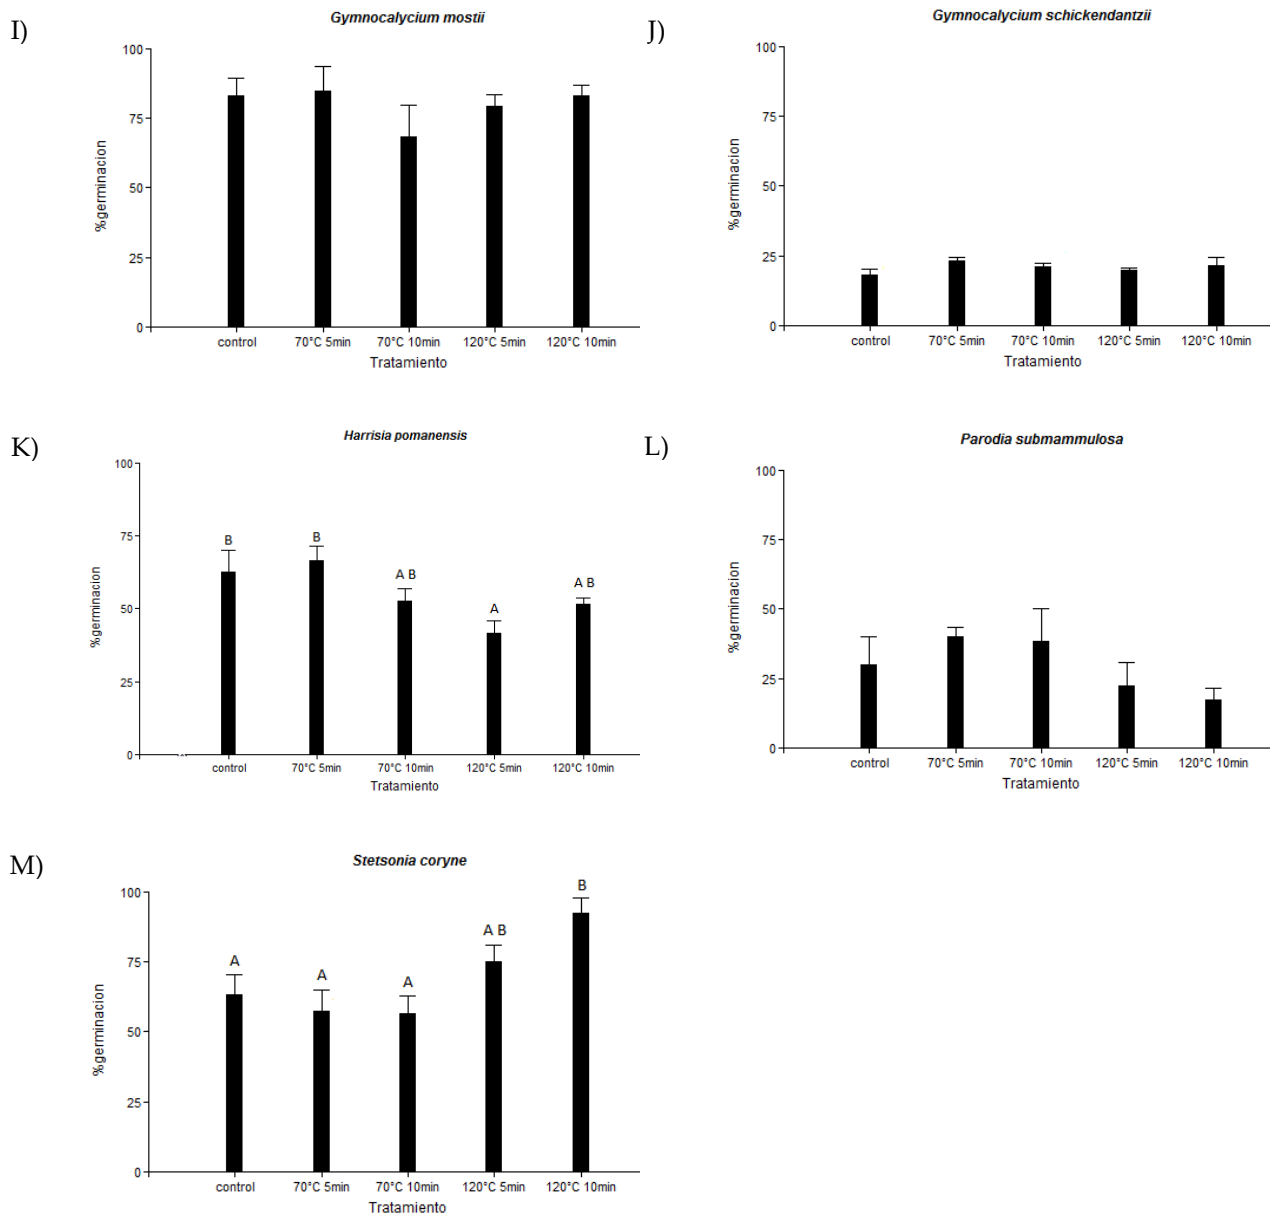 I)
Gymnocalycium mostii
100
75
50
25
0
%germinacion
control 70°C 5min 70°C 10min 120°C 5min 120°C 10min
Tratamiento
J)
Gymnocalycium schickendantzii
100
75
50
25
0
%germinacion
control 70°C 5min 70°C 10min 120°C 5min 120°C 10min
Tratamiento
K)
Harrisia pomanensis
100
75
50
25
0
%germinacion
B B A B A A B
control 70°C 5min 70°C 10min 120°C 5min 120°C 10min
Tratamiento
L)
Parodia submammulosa
100
75
50
25
0
%germinacion
control 70°C 5min 70°C 10min 120°C 5min 120°C 10min
Tratamiento
M)
Stetsonia coryne
100
75
50
25
0
%germinacion
A A A A B B
control 70°C 5min 70°C 10min 120°C 5min 120°C 10min
Tratamiento